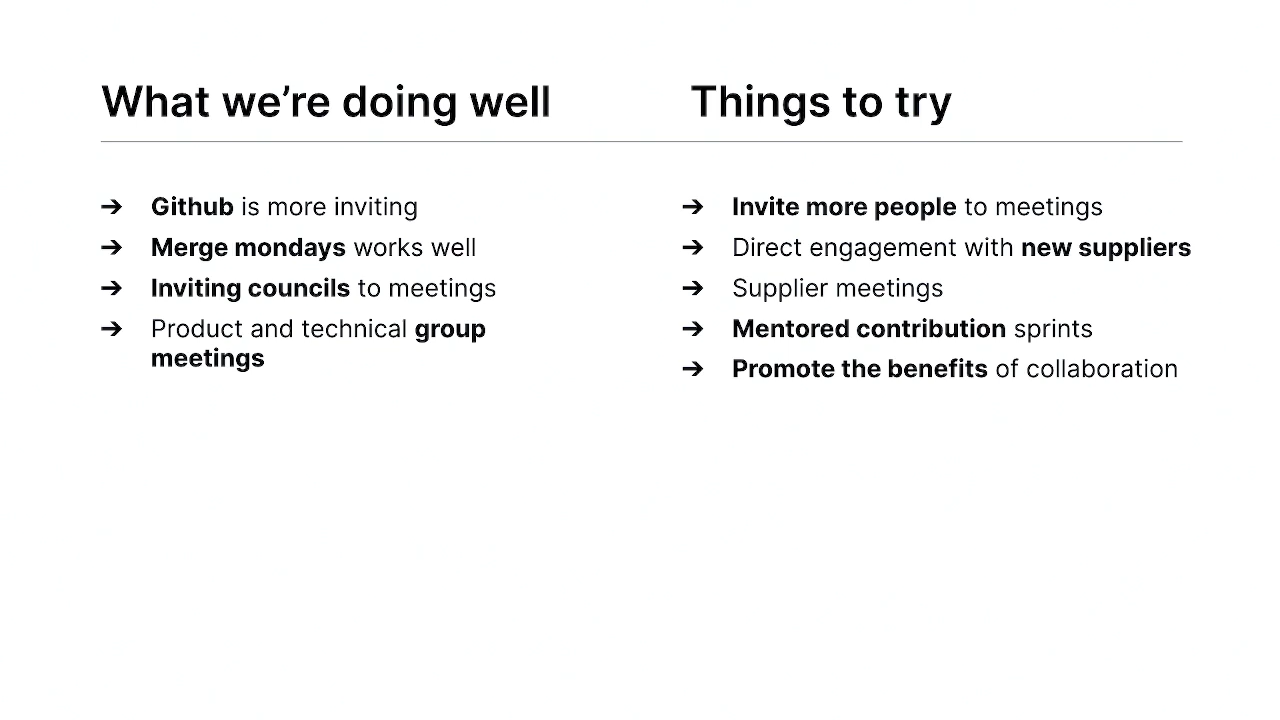 What we’re doing well
➔ Github is more inviting
➔ Merge mondays works well
➔ Inviting councils to meetings
➔ Product and technical group
meetings
Things to try
➔ Invite more people to meetings
➔ Direct engagement with new suppliers
➔ Supplier meetings
➔ Mentored contribution sprints
➔ Promote the benefits of collaboration